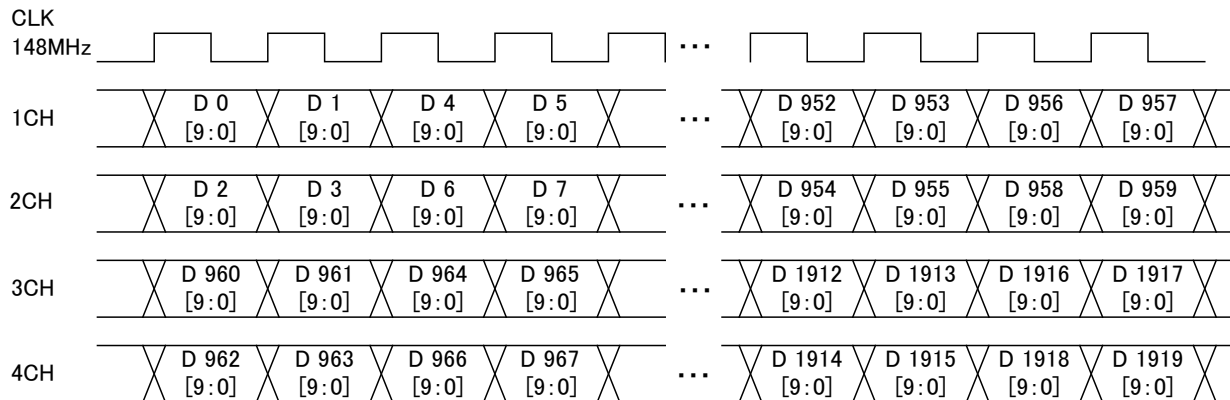 CLK
148MHz
...
1CH
D 0 D 1 D 4 D 5 ... D 952 D 953 D 956 D 957
[9:0] [9:0] [9:0] [9:0] [9:0] [9:0] [9:0] [9:0]
2CH
D 2 D 3 D 6 D 7 ... D 954 D 955 D 958 D 959
[9:0] [9:0] [9:0] [9:0] [9:0] [9:0] [9:0] [9:0]
3CH
D 960 D 961 D 964 D 965 ... D 1912 D 1913 D 1916 D 1917
[9:0] [9:0] [9:0] [9:0] [9:0] [9:0] [9:0] [9:0]
4CH
D 962 D 963 D 966 D 967 ... D 1914 D 1915 D 1918 D 1919
[9:0] [9:0] [9:0] [9:0] [9:0] [9:0] [9:0] [9:0]